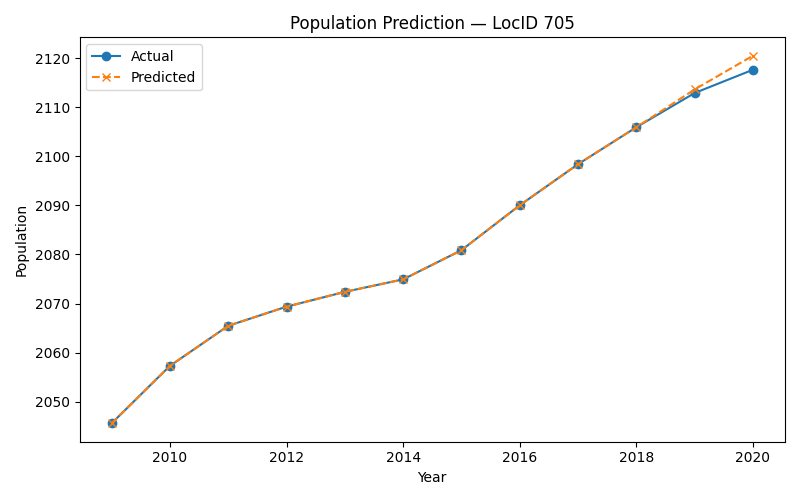 Population Prediction — LocID 705
Actual
Predicted
Population
2120
2110
2100
2090
2080
2070
2060
2050
2010 2012 2014 2016 2018 2020
Year